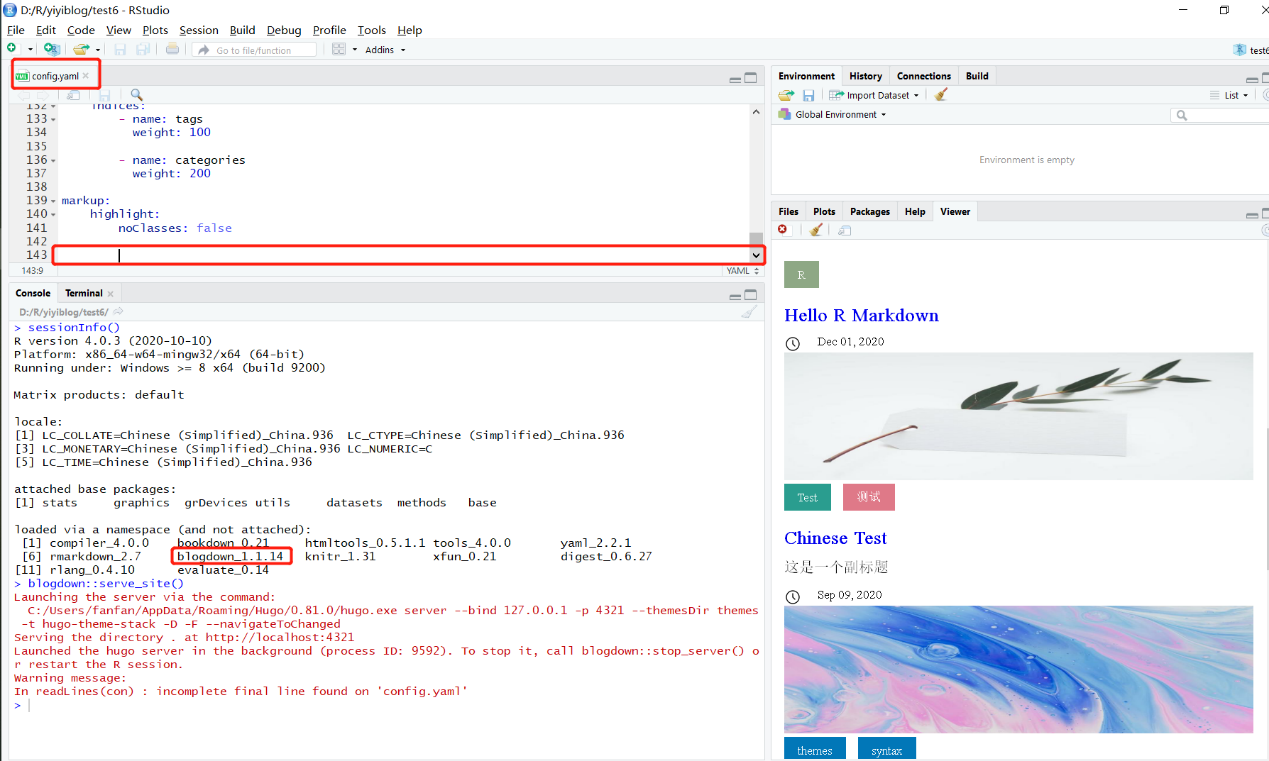 D:/R/yiyiblog/test6 - RStudio
File Edit Code View Plots Session Build Debug Profile Tools Help
Go to file/function Addins test6
config.yaml
132 indices:
133 - name: tags
134 weight: 100
135
136 - name: categories
137 weight: 200
138
139 markup:
140 highlight:
141 noClasses: false
142
143
143:9 YAML
Console Terminal
D:/R/yiyiblog/test6/
> sessionInfo()
R version 4.0.3 (2020-10-10)
Platform: x86_64-w64-mingw32/x64 (64-bit)
Running under: Windows >= 8 x64 (build 9200)
Matrix products: default
locale:
[1] LC_COLLATE=Chinese (Simplified)_China.936 LC_CTYPE=Chinese (Simplified)_China.936
[3] LC_MONETARY=Chinese (Simplified)_China.936 LC_NUMERIC=C
[5] LC_TIME=Chinese (Simplified)_China.936
attached base packages:
[1] stats graphics grDevices utils datasets methods base
loaded via a namespace (and not attached):
[1] compiler_4.0.0 bookdown_0.21 htmltools_0.5.1.1 tools_4.0.0 yaml_2.2.1
[6] rmarkdown_2.7 blogdown_1.1.14 knitr_1.31 xfun_0.21 digest_0.6.27
[11] rlang_0.4.10 evaluate_0.14
> blogdown::serve_site()
Launching the server via the command:
C:/Users/fanfan/AppData/Roaming/Hugo/0.81.0/hugo.exe server --bind 127.0.0.1 -p 4321 --themesDir themes
-t hugo-theme-stack -D -F --navigateToChanged
Serving the directory . at http://localhost:4321
Launched the hugo server in the background (process ID: 9592). To stop it, call blogdown::stop_server() o
r restart the R session.
Warning message:
In readLines(con) : incomplete final line found on 'config.yaml'
>
Environment History Connections Build
Import Dataset List
Global Environment
Environment is empty
Files Plots Packages Help Viewer
R
Hello R Markdown
Dec 01, 2020
Test 测试
Chinese Test
这是一个副标题
Sep 09, 2020
themes syntax